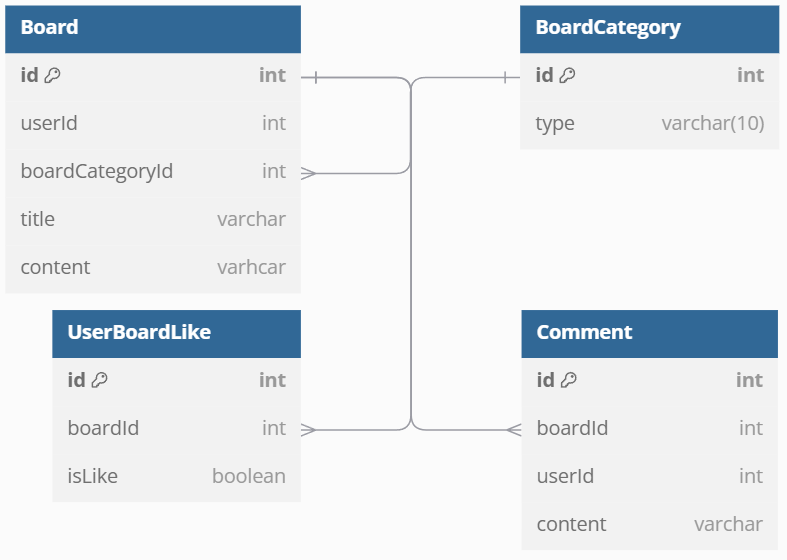 Board
id int
userId int
boardCategoryId int
title varchar
content varhcar
BoardCategory
id int
type varchar(10)
UserBoardLike
id int
boardId int
isLike boolean
Comment
id int
boardId int
userId int
content varchar